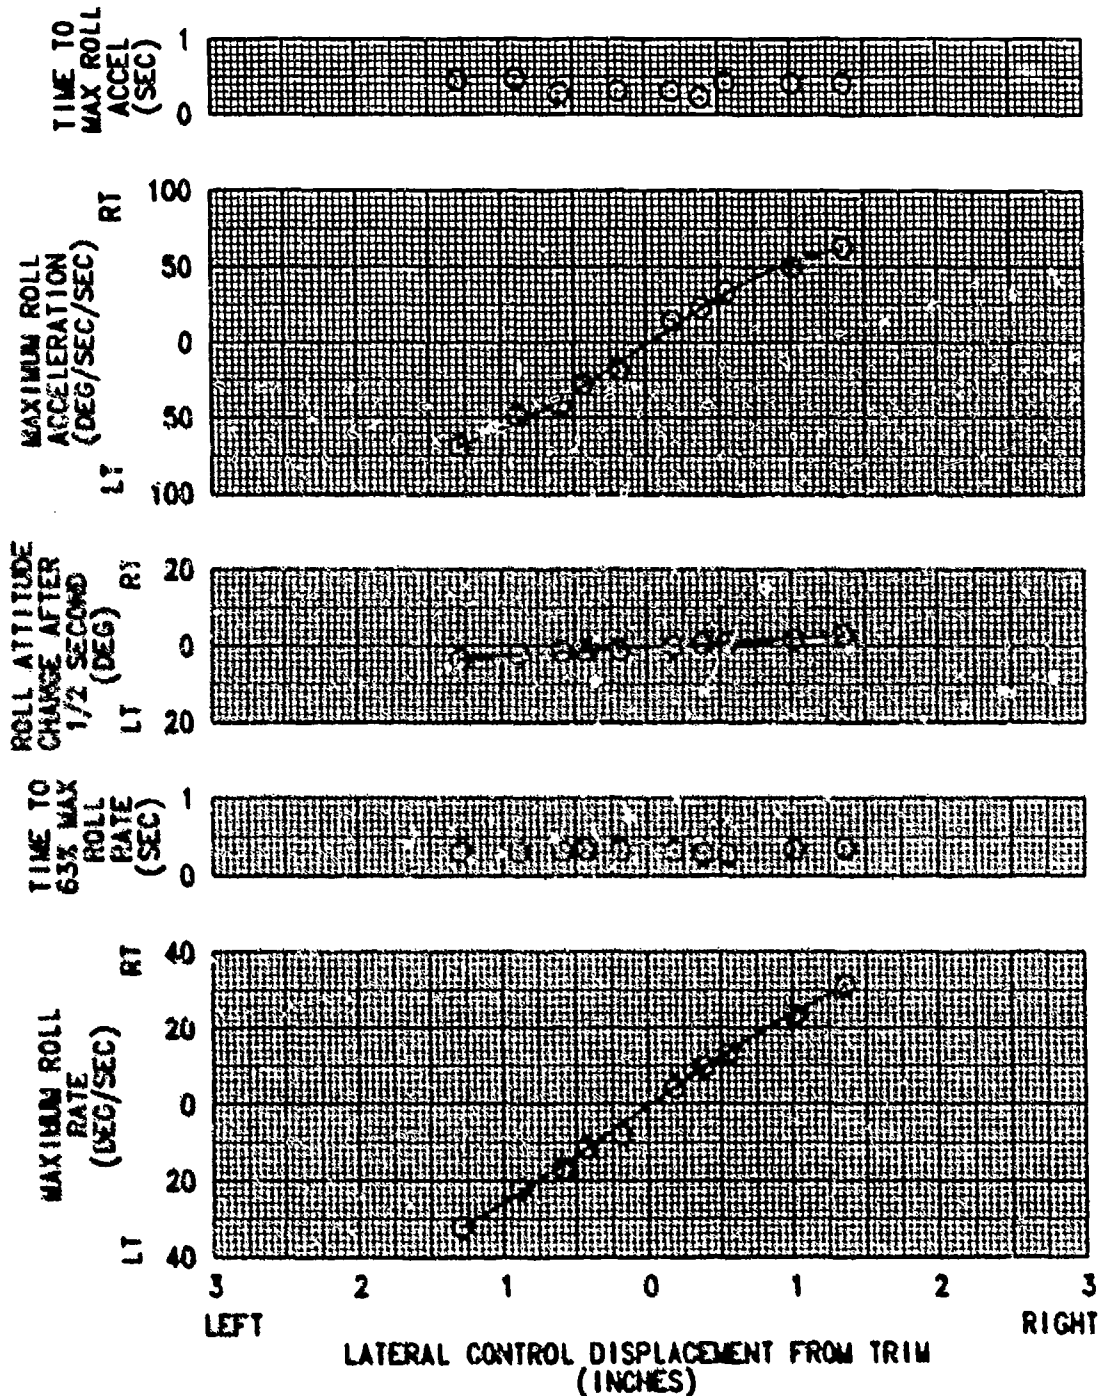 TIME TO
MAX ROLL
ACCEL
(SEC)
1
0
MAXIMUM ROLL
ACCELERATION
(DEG/SEC/SEC)
LT RT
100
50
0
50
100
ROLL ATTITUDE
CHANGE AFTER
1/2 SECOND
(DEG)
LT RT
20
0
20
TIME TO
63% MAX
ROLL
RATE
(SEC)
1
0
MAXIMUM ROLL
RATE
(DEG/SEC)
LT RT
40
20
0
20
40
3 2 1 0 1 2 3
LEFT RIGHT
LATERAL CONTROL DISPLACEMENT FROM TRIM
(INCHES)